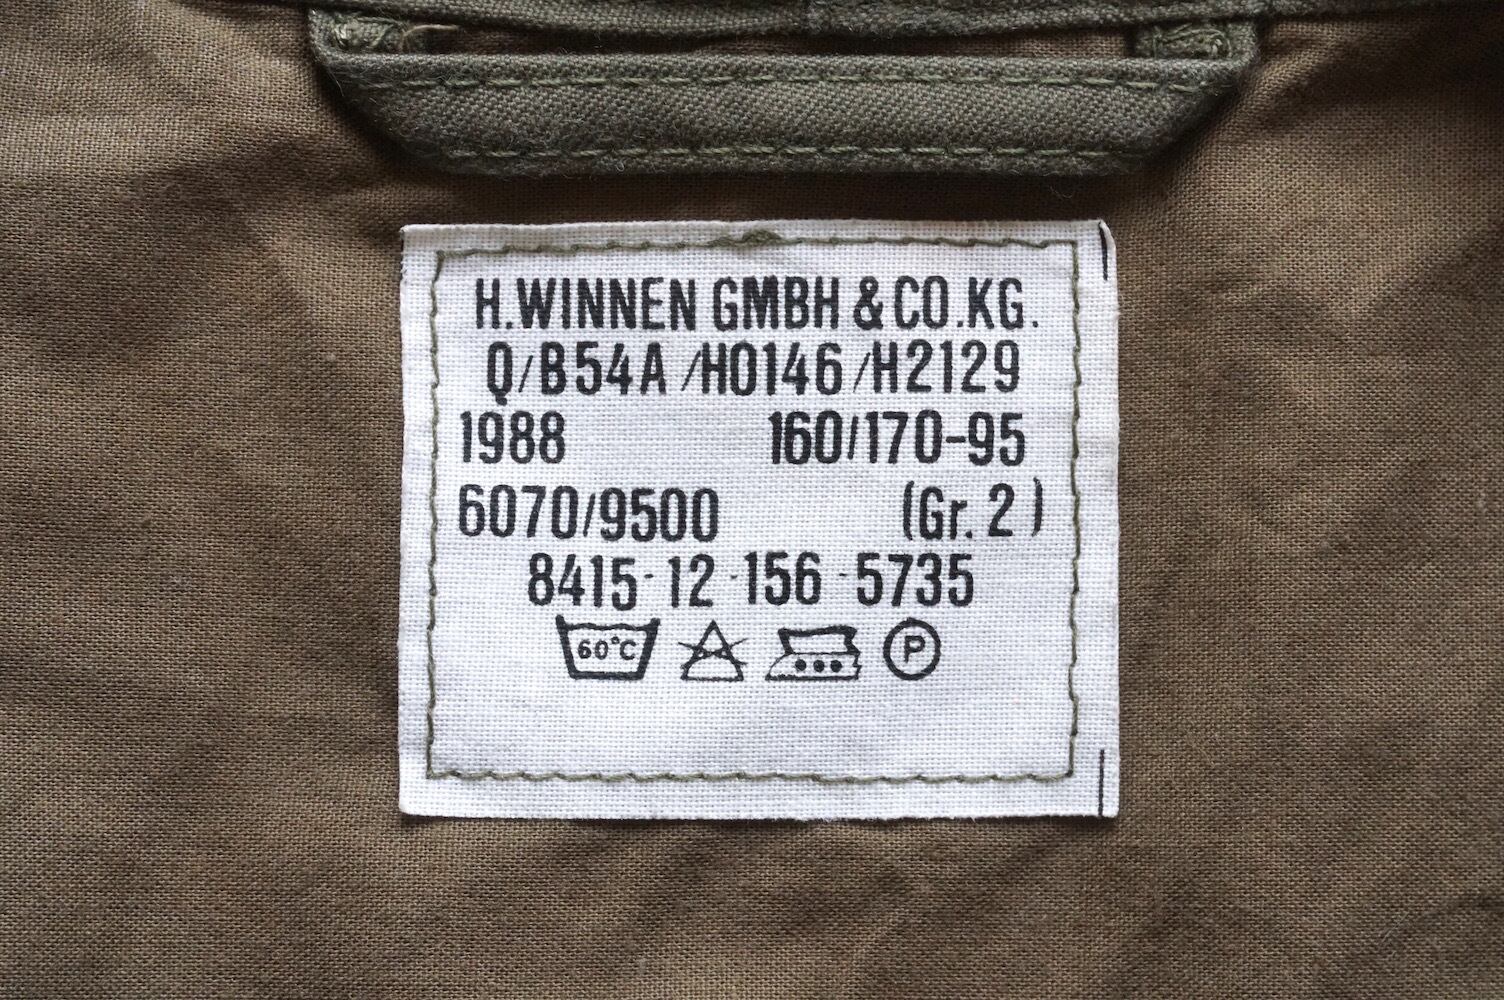 H.WINNEN GMBH & CO.KG.
Q/B54A/H0146/H2129
1988 160/170-95
6070/9500 (Gr. 2)
8415-12-156-5735
60°C P